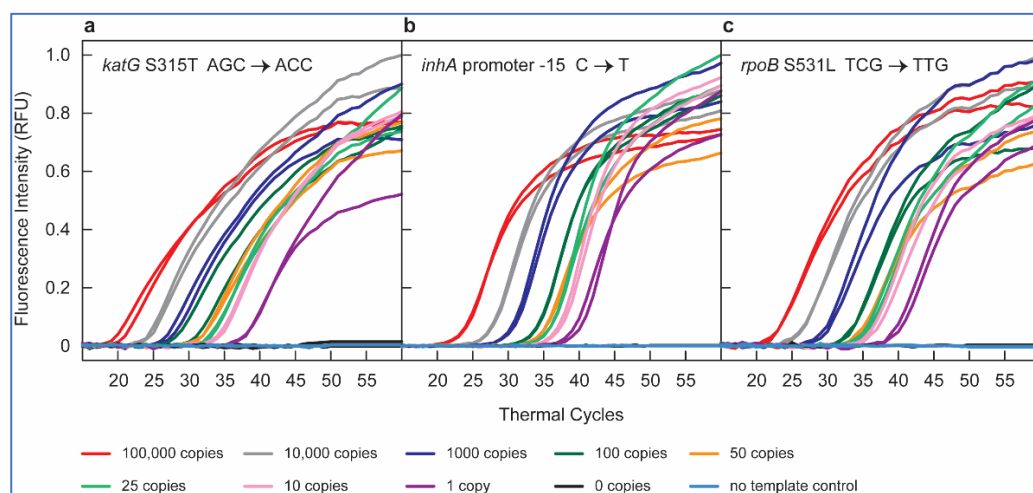 a
b
c
katG S315T AGC → ACC
inhA promoter -15 C → T
rpoB S531L TCG → TTG
Fluorescence Intensity (RFU)
1.0
0.8
0.6
0.4
0.2
0
20 25 30 35 40 45 50 55
20 25 30 35 40 45 50 55
20 25 30 35 40 45 50 55
Thermal Cycles
100,000 copies
10,000 copies
1000 copies
100 copies
50 copies
25 copies
10 copies
1 copy
0 copies
no template control